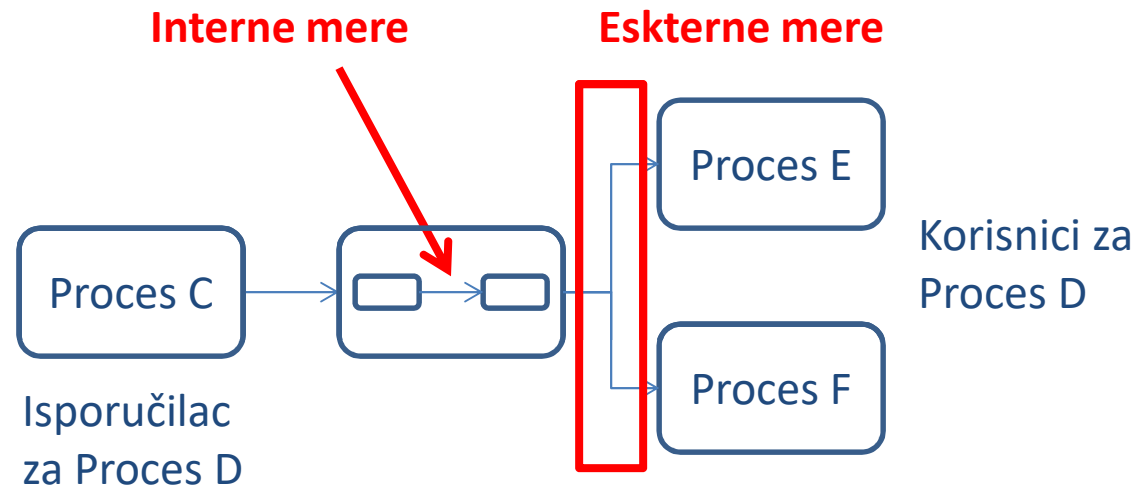 Interne mere
Eskterne mere
Proces E
Proces C
Korisnici za
Proces D
Proces F
Isporučilac
za Proces D